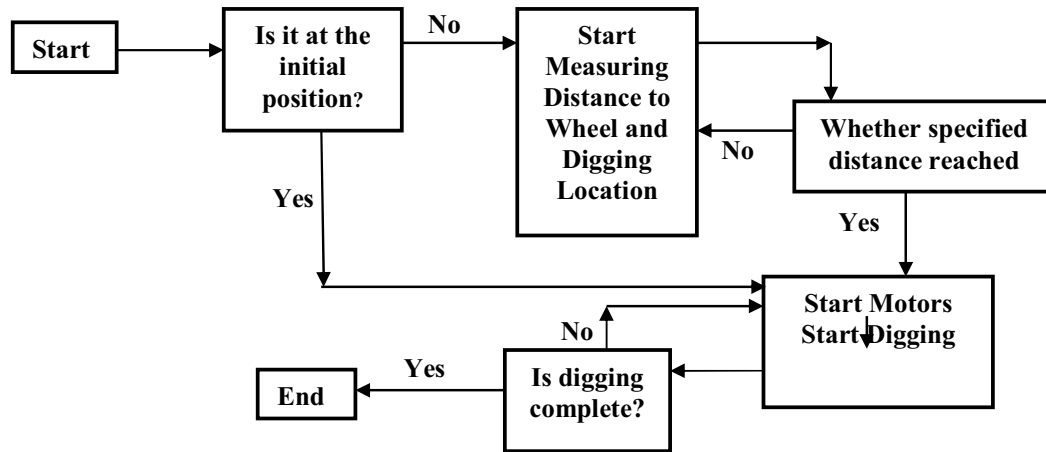 Start
Is it at the
initial
position?
No
Start
Measuring
Distance to
Wheel and
Digging
Location
Whether specified
distance reached
No
Yes
Yes
Start Motors
Start Digging
No
Is digging
complete?
Yes
End